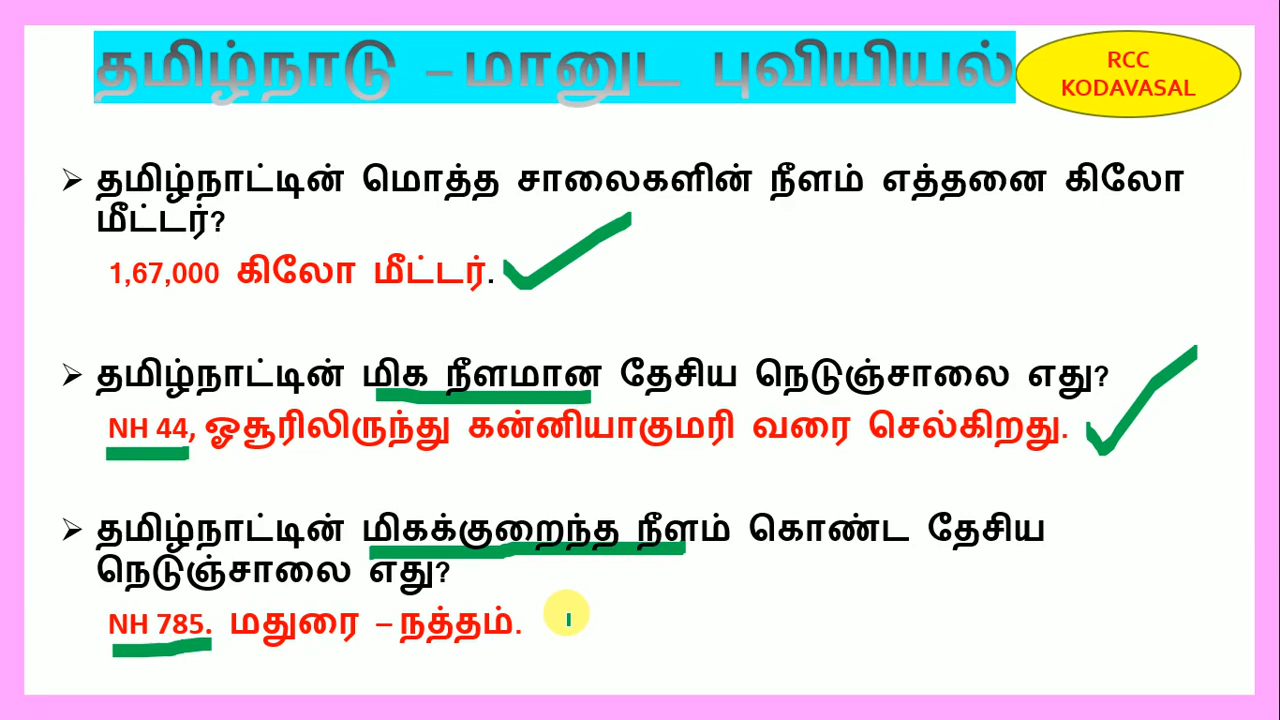 தமிழ்நாடு – மானுட புவியியல்
RCC
KODAVASAL
➢ தமிழ்நாட்டின் மொத்த சாலைகளின் நீளம் எத்தனை கிலோ
மீட்டர்?
1,67,000 கிலோ மீட்டர்.
➢ தமிழ்நாட்டின் மிக நீளமான தேசிய நெடுஞ்சாலை எது?
NH 44, ஓசூரிலிருந்து கன்னியாகுமரி வரை செல்கிறது.
➢ தமிழ்நாட்டின் மிகக்குறைந்த நீளம் கொண்ட தேசிய
நெடுஞ்சாலை எது?
NH 785. மதுரை – நத்தம்.